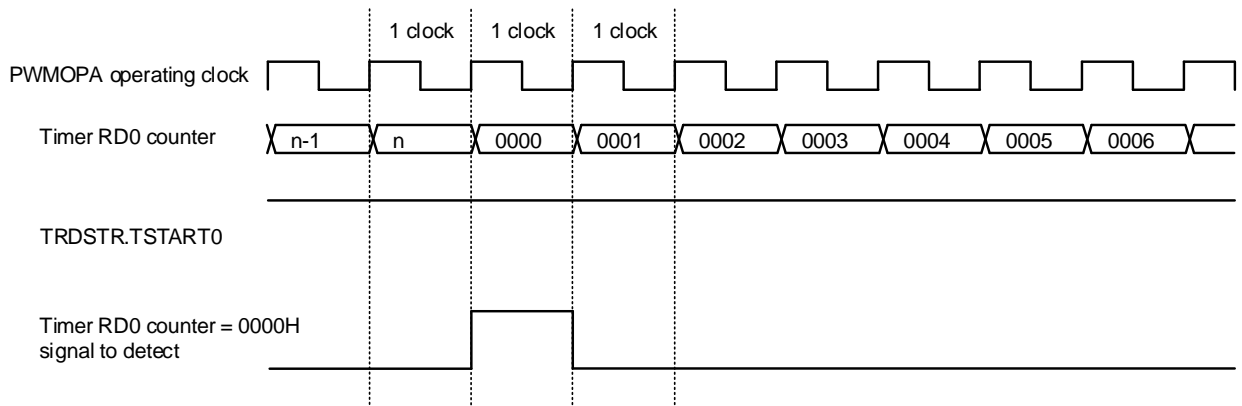 1 clock 1 clock 1 clock
PWMOPA operating clock
Timer RD0 counter n-1 n 0000 0001 0002 0003 0004 0005 0006
TRDSTR.TSTART0
Timer RD0 counter = 0000H
signal to detect